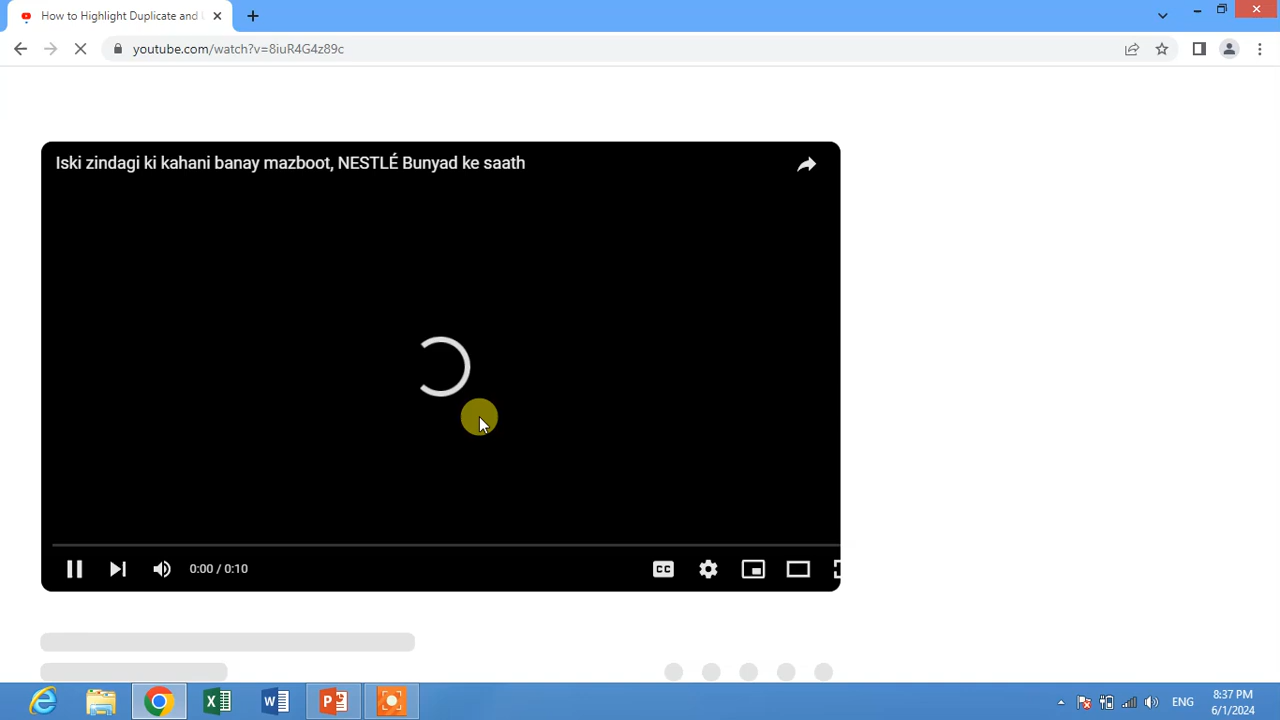 How to Highlight Duplicate and
youtube.com/watch?v=8iuR4G4z89c
Iski zindagi ki kahani banay mazboot, NESTLÉ Bunyad ke saath
0:00 / 0:10
CC
ENG
8:37 PM
6/1/2024